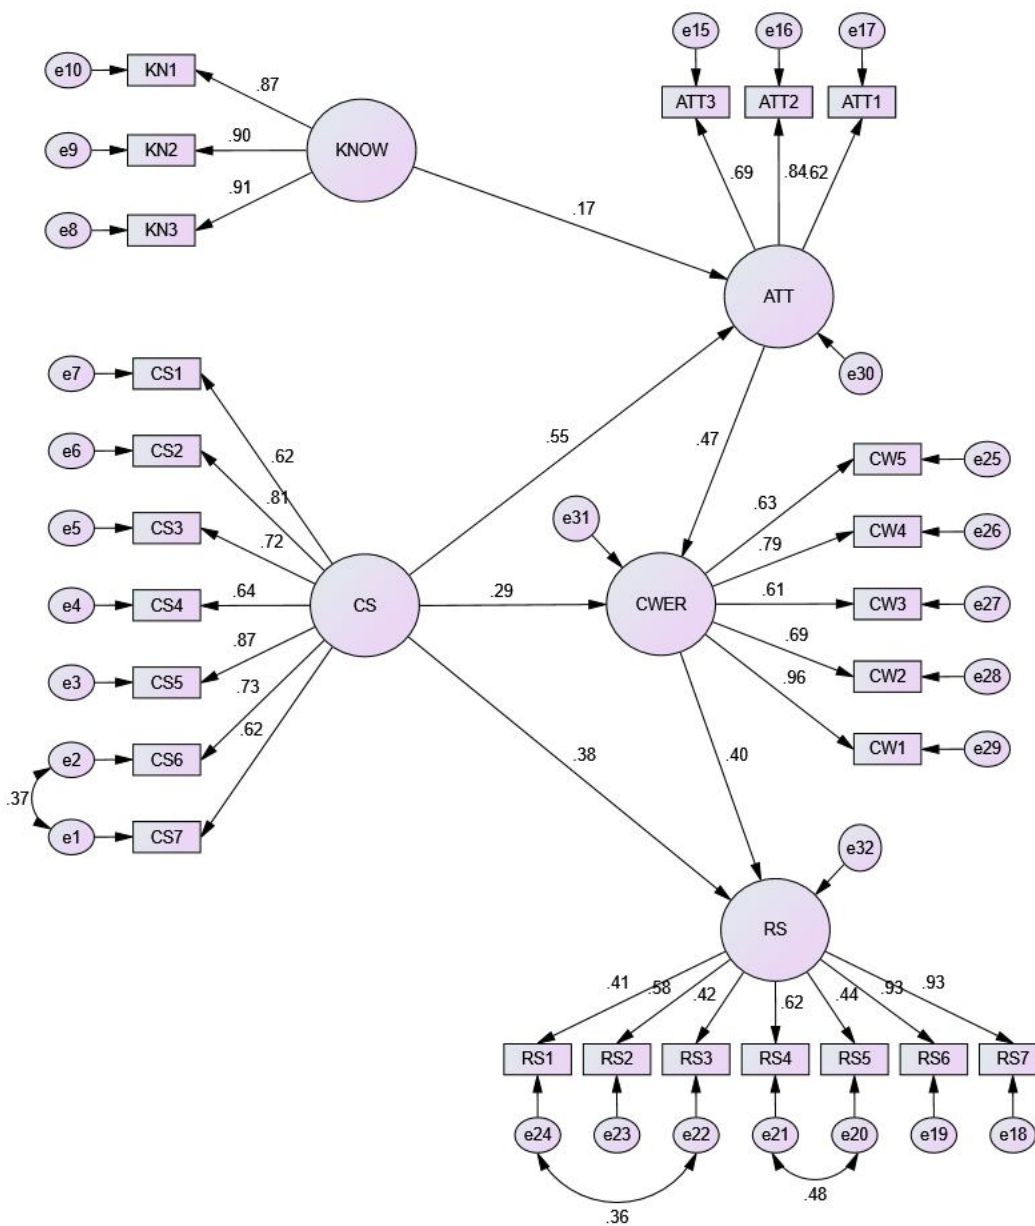 e15 e16 e17
e10 KN1 .87
ATT3 ATT2 ATT1
e9 KN2 .90 KNOW
.69 .84 .62
e8 KN3 .91
.17
ATT
e7 CS1
e30
.62
.55
.47
e6 CS2
CW5 e25
.81
.63
e5 CS3
e31
CW4 e26
.72
.79
e4 CS4 .64 CS .29 CWER .61 CW3 e27
.87
.69
e3 CS5
CW2 e28
.73
.96
.62
e2 CS6
.38
.40
CW1 e29
.37
e1 CS7
e32
RS
.41 .58 .42 .62 .44 .93 .93
RS1 RS2 RS3 RS4 RS5 RS6 RS7
e24 e23 e22 e21 e20 e19 e18
.36 .48